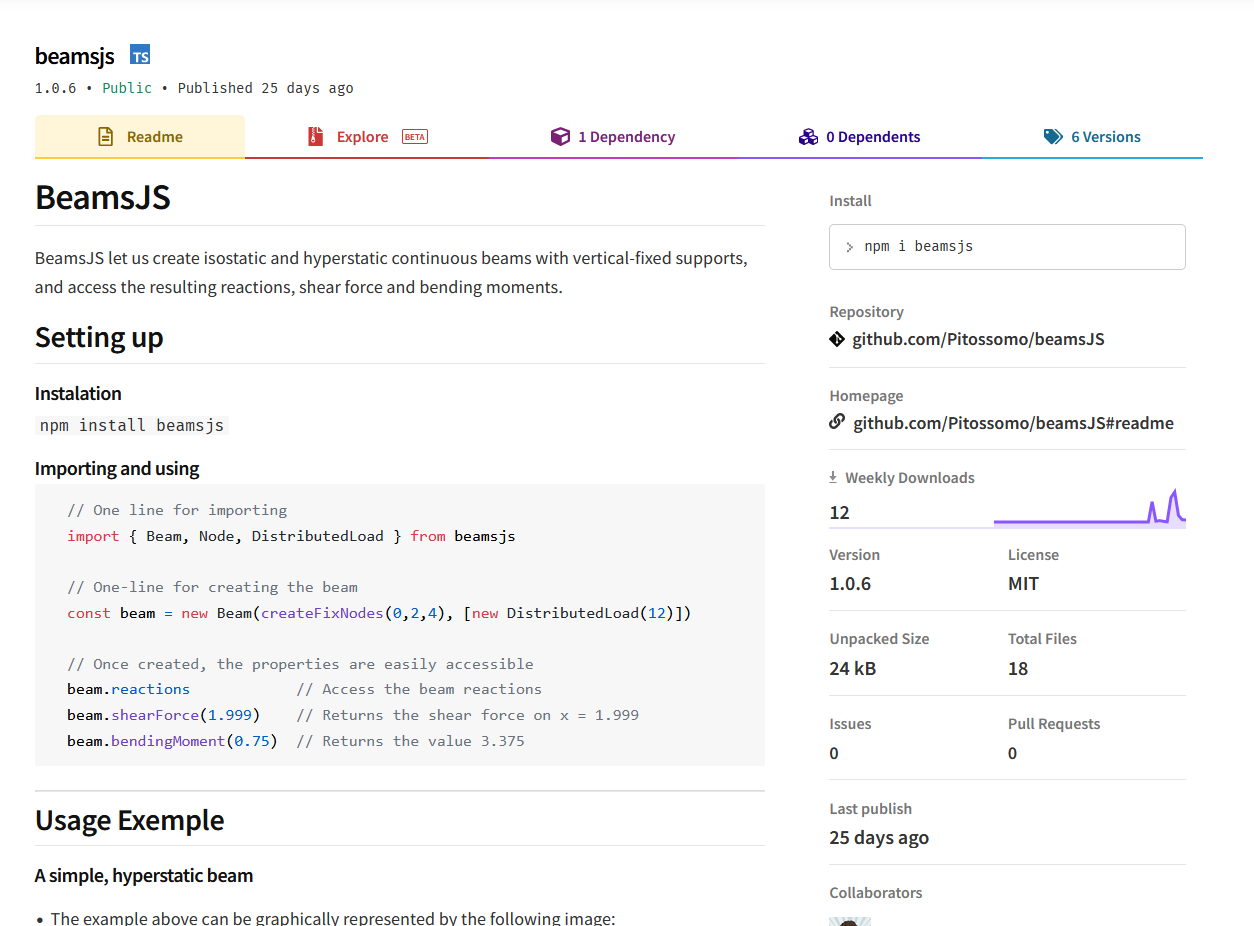 beamsjs TS
1.0.6 • Public • Published 25 days ago
Readme
Explore BETA
1 Dependency
0 Dependents
6 Versions
BeamsJS
BeamsJS let us create isostatic and hyperstatic continuous beams with vertical-fixed supports,
and access the resulting reactions, shear force and bending moments.
Setting up
Instalation
npm install beamsjs
Importing and using
// One line for importing
import { Beam, Node, DistributedLoad } from beamsjs
// One-line for creating the beam
const beam = new Beam(createFixNodes(0,2,4), [new DistributedLoad(12)])
// Once created, the properties are easily accessible
beam.reactions // Access the beam reactions
beam.shearForce(1.999) // Returns the shear force on x = 1.999
beam.bendingMoment(0.75) // Returns the value 3.375
Usage Exemple
A simple, hyperstatic beam
• The example above can be graphically represented by the following image:
Install
> npm i beamsjs
Repository
github.com/Pitossomo/beamsJS
Homepage
github.com/Pitossomo/beamsJS#readme
Weekly Downloads
12
Version
1.0.6
License
MIT
Unpacked Size
24 kB
Total Files
18
Issues
0
Pull Requests
0
Last publish
25 days ago
Collaborators